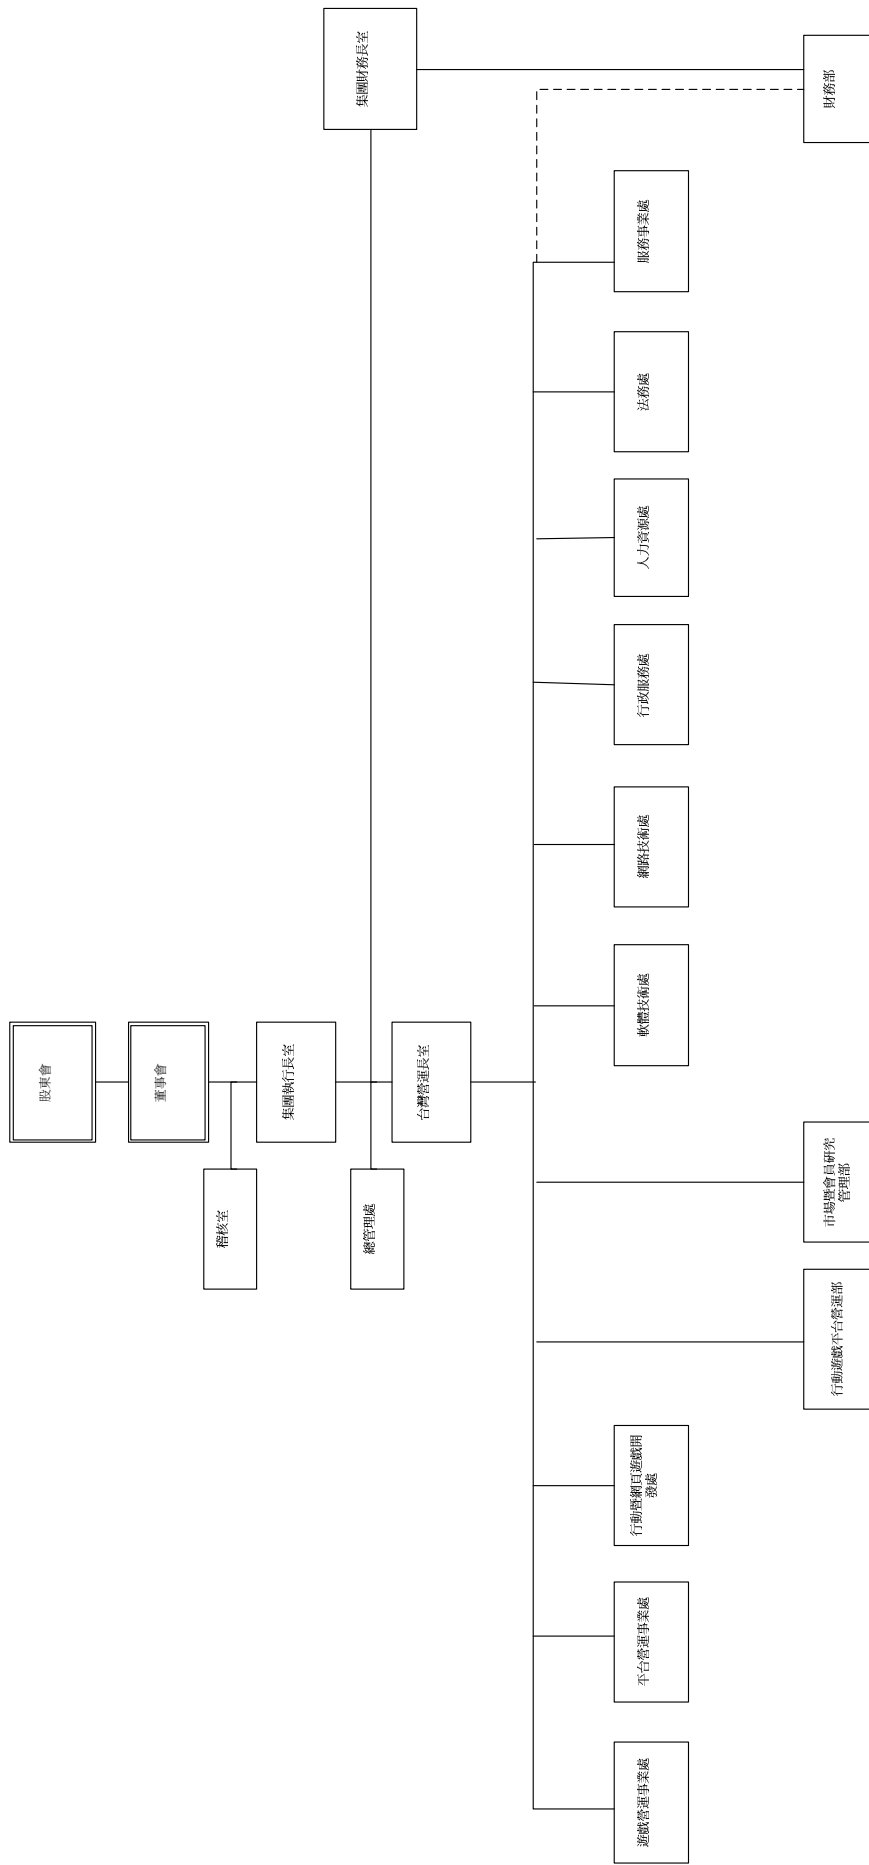 股東會
董事會
稽核室
集團執行長室
總管理處
集團財務長室
台灣營運長室
遊戲營運事業處
平台營運事業處
行動暨網頁遊戲開
發處
行動遊戲平台營運部
市場暨會員研究
管理部
軟體技術處
網路技術處
行政服務處
人力資源處
法務處
服務事業處
財務部